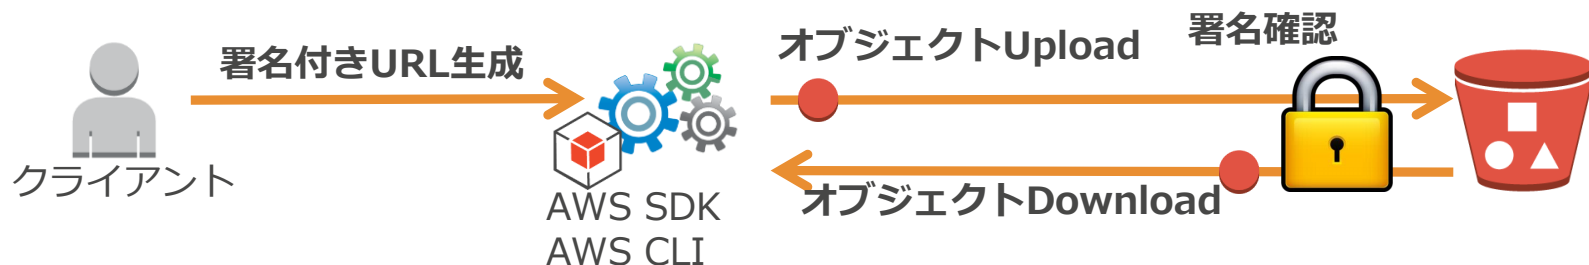 署名付きURL生成
オブジェクトUpload
署名確認
クライアント
AWS SDK
AWS CLI
オブジェクトDownload